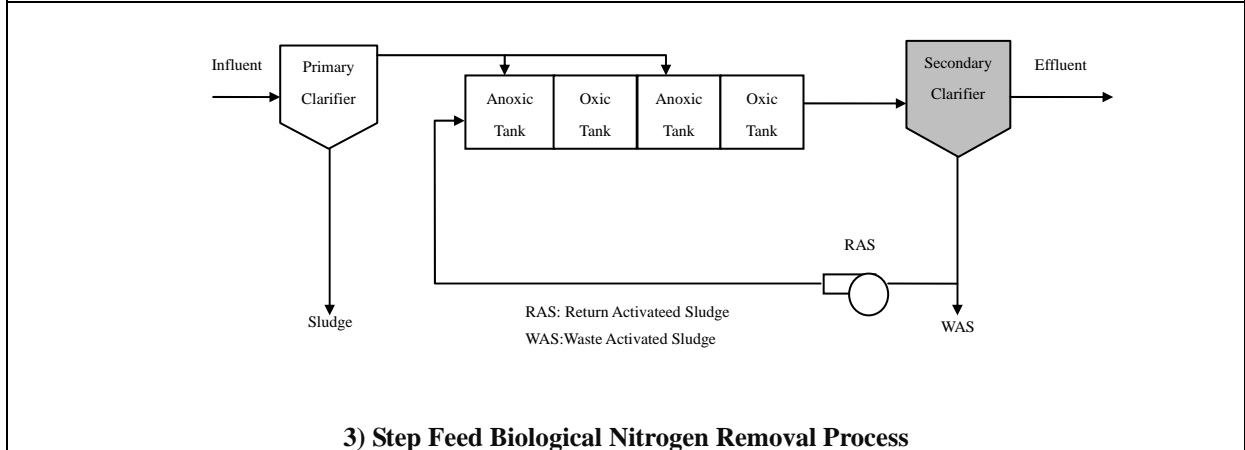 Influent
Primary
Clarifier
Anoxic
Tank
Oxic
Tank
Anoxic
Tank
Oxic
Tank
Secondary
Clarifier
Effluent
RAS
Sludge
RAS: Return Activateed Sludge
WAS:Waste Activated Sludge
WAS
3) Step Feed Biological Nitrogen Removal Process